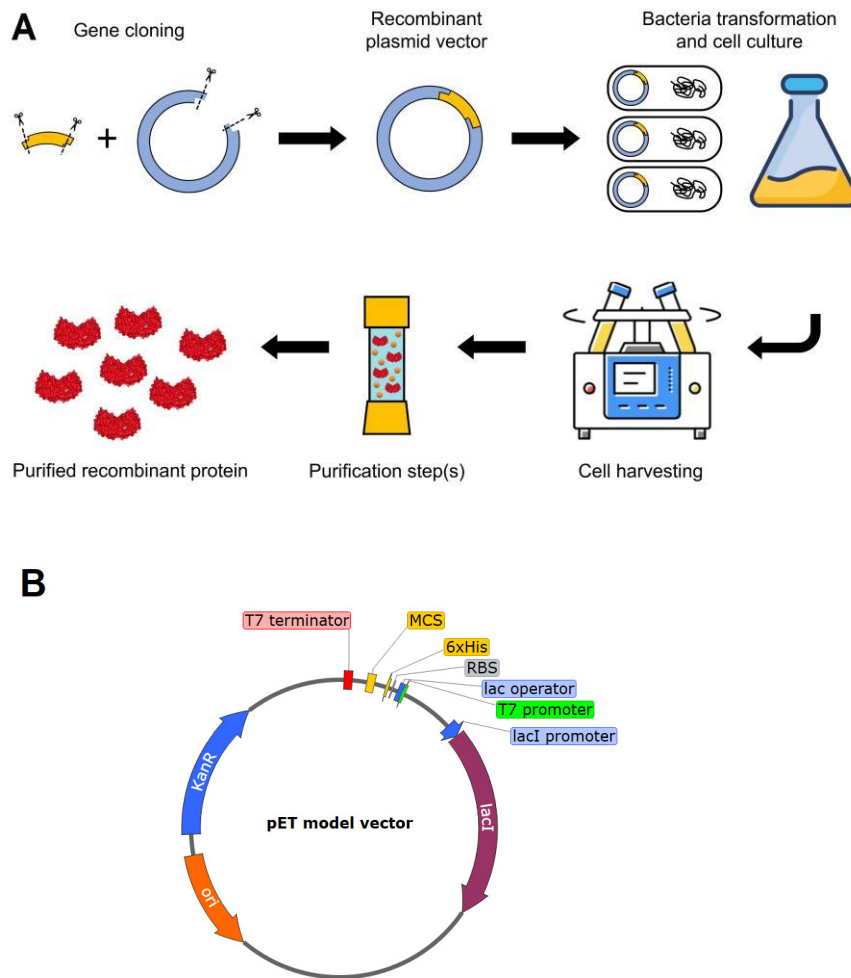 A
Gene cloning
Recombinant
plasmid vector
Bacteria transformation
and cell culture
+
Purified recombinant protein
Purification step(s)
Cell harvesting
B
T7 terminator
MCS
6xHis
RBS
lac operator
T7 promoter
lacI promoter
KanR
lacI
pET model vector
ori